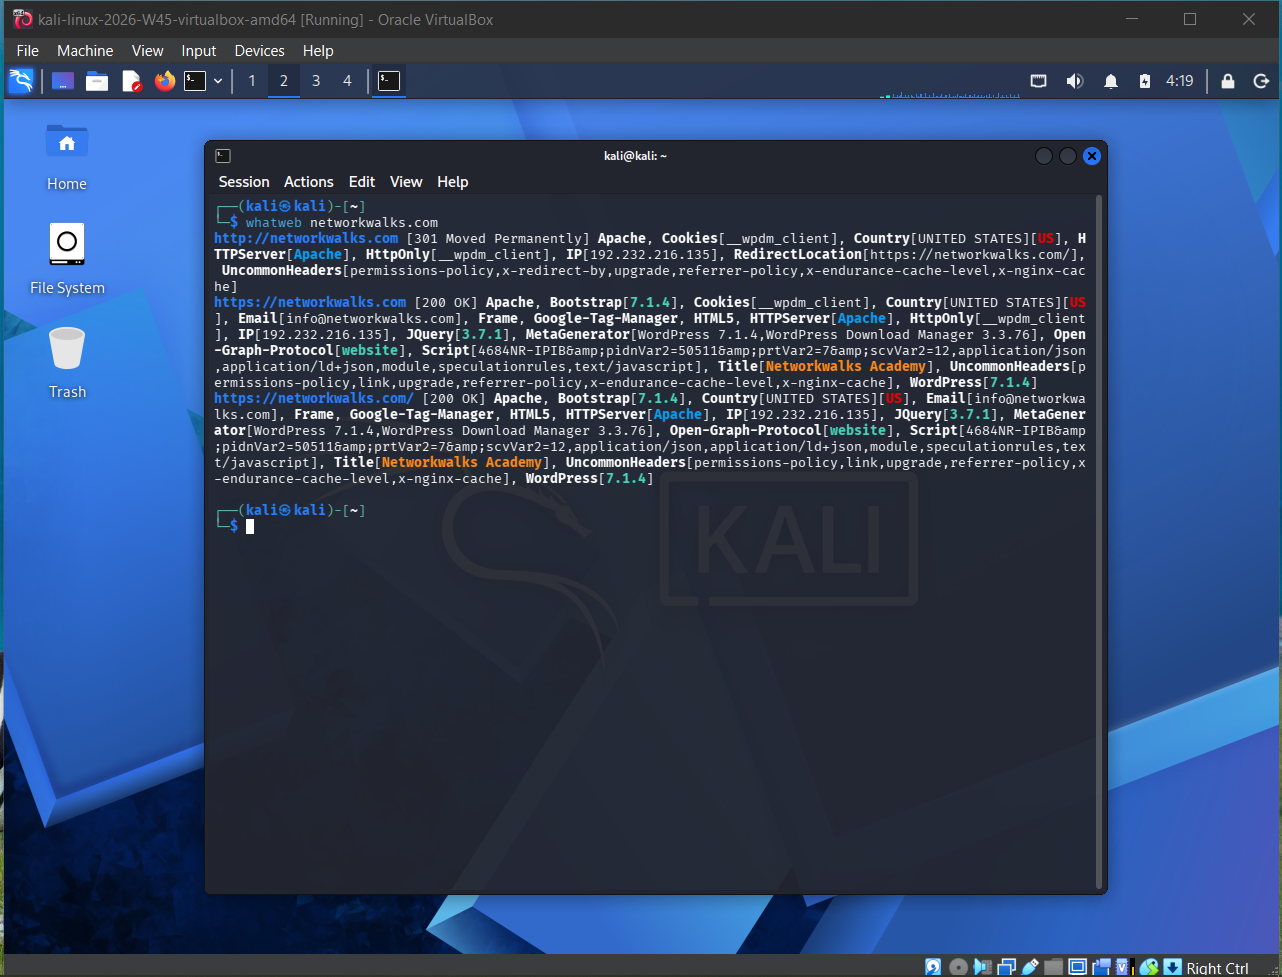 kali-linux-2026-W45-virtualbox-amd64 [Running] - Oracle VirtualBox
File Machine View Input Devices Help
1 2 3 4 4:19
Home
File System
Trash
kali@kali: ~
Session Actions Edit View Help
┌──(kali㉿kali)-[~]
└─$ whatweb networkwalks.com
http://networkwalks.com [301 Moved Permanently] Apache, Cookies[__wpdm_client], Country[UNITED STATES][US], H
TTPServer[Apache], HttpOnly[__wpdm_client], IP[192.232.216.135], RedirectLocation[https://networkwalks.com/],
 UncommonHeaders[permissions-policy,x-redirect-by,upgrade,referrer-policy,x-endurance-cache-level,x-nginx-cac
he]
https://networkwalks.com [200 OK] Apache, Bootstrap[7.1.4], Cookies[__wpdm_client], Country[UNITED STATES][US
], Email[info@networkwalks.com], Frame, Google-Tag-Manager, HTML5, HTTPServer[Apache], HttpOnly[__wpdm_client
], IP[192.232.216.135], JQuery[3.7.1], MetaGenerator[WordPress 7.1.4,WordPress Download Manager 3.3.76], Open
-Graph-Protocol[website], Script[4684NR-IPIB&amp;pidnVar2=50511&amp;prtVar2=7&amp;scvVar2=12,application/json
,application/ld+json,module,speculationrules,text/javascript], Title[Networkwalks Academy], UncommonHeaders[p
ermissions-policy,link,upgrade,referrer-policy,x-endurance-cache-level,x-nginx-cache], WordPress[7.1.4]
https://networkwalks.com/ [200 OK] Apache, Bootstrap[7.1.4], Country[UNITED STATES][US], Email[info@networkwa
lks.com], Frame, Google-Tag-Manager, HTML5, HTTPServer[Apache], IP[192.232.216.135], JQuery[3.7.1], MetaGener
ator[WordPress 7.1.4,WordPress Download Manager 3.3.76], Open-Graph-Protocol[website], Script[4684NR-IPIB&amp
;pidnVar2=50511&amp;prtVar2=7&amp;scvVar2=12,application/json,application/ld+json,module,speculationrules,tex
t/javascript], Title[Networkwalks Academy], UncommonHeaders[permissions-policy,link,upgrade,referrer-policy,x
-endurance-cache-level,x-nginx-cache], WordPress[7.1.4]
┌──(kali㉿kali)-[~]
└─$
KALI
Right Ctrl